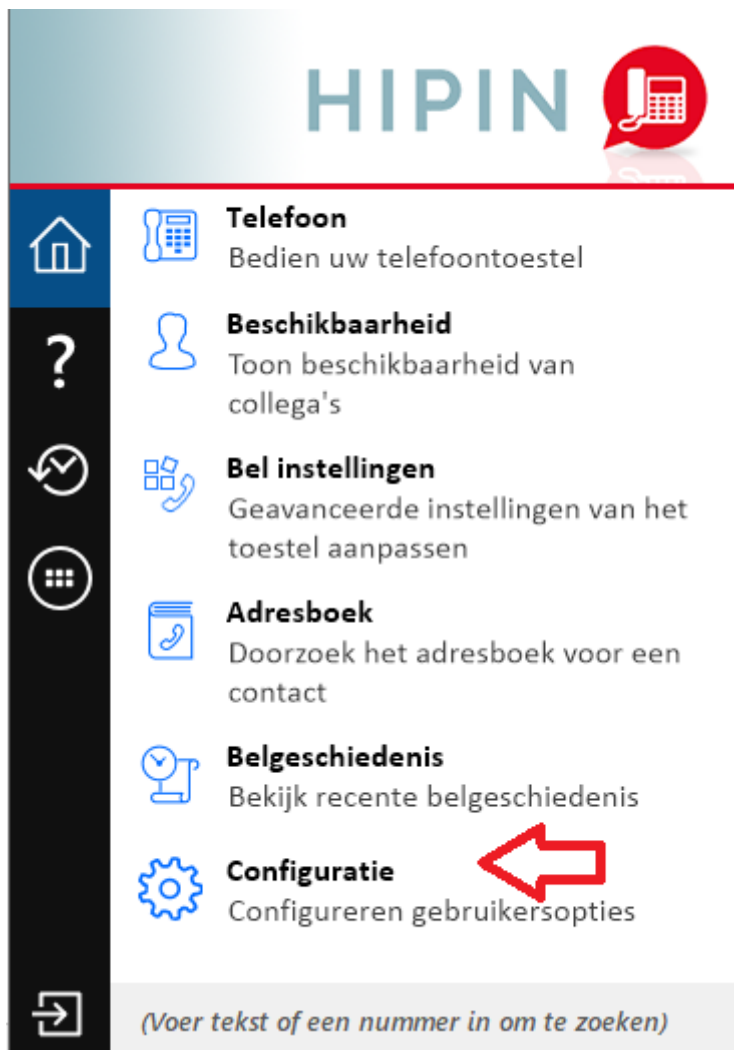 HIPIN
Telefoon
Bedien uw telefoontoestel
Beschikbaarheid
Toon beschikbaarheid van
collega's
Bel instellingen
Geavanceerde instellingen van het
toestel aanpassen
Adresboek
Doorzoek het adresboek voor een
contact
Belgeschiedenis
Bekijk recente belgeschiedenis
Configuratie
Configureren gebruikersopties
(Voer tekst of een nummer in om te zoeken)